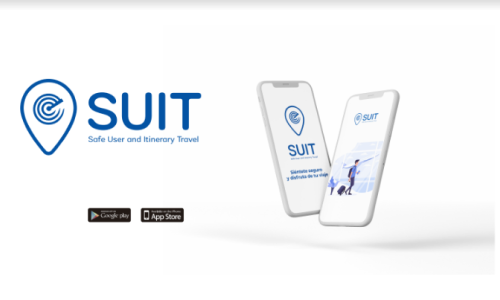 SUIT
Safe User and Itinerary Travel
Google play
App Store
SUIT
Siéntete seguro
y disfruta de tu viaje
SUIT